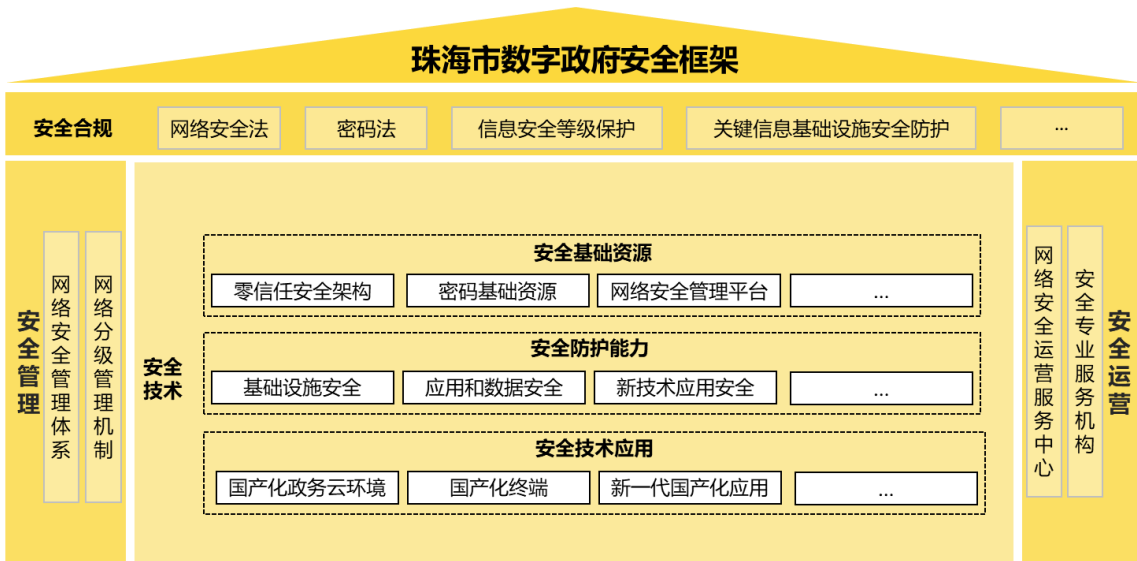 珠海市数字政府安全框架
安全合规
网络安全法
密码法
信息安全等级保护
关键信息基础设施安全防护
...
安全管理
网络安全管理体系
网络分级管理机制
安全技术
安全基础资源
零信任安全架构
密码基础资源
网络安全管理平台
...
安全防护能力
基础设施安全
应用和数据安全
新技术应用安全
...
安全技术应用
国产化政务云环境
国产化终端
新一代国产化应用
...
网络安全运营服务中心
安全专业服务机构
安全运营